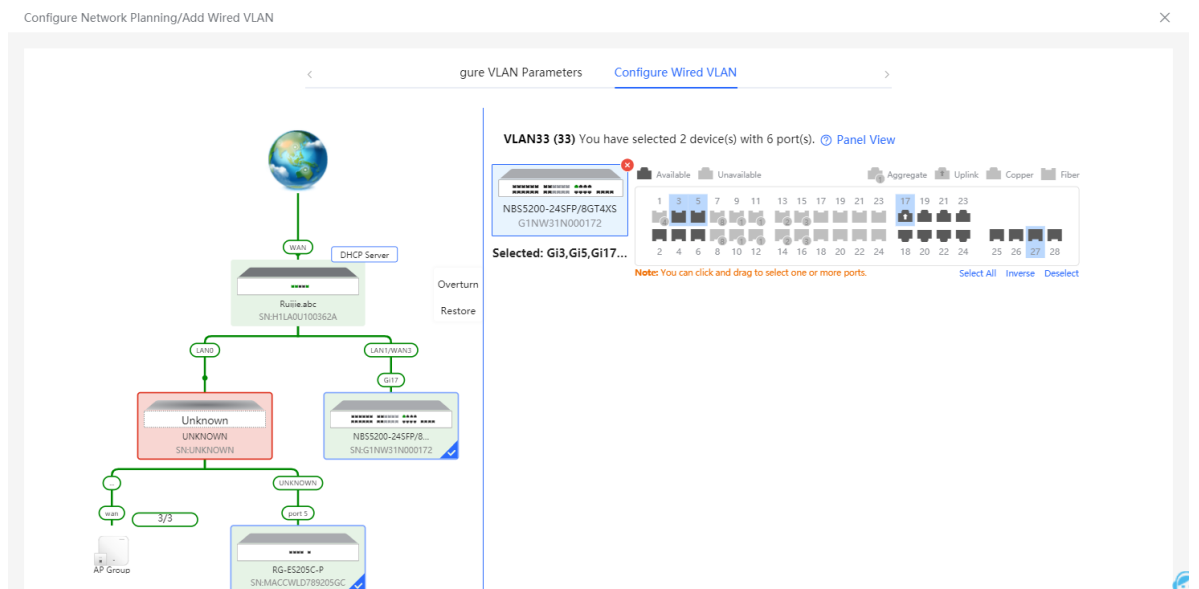 Configure Network Planning/Add Wired VLAN
gure VLAN Parameters Configure Wired VLAN
VLAN33 (33) You have selected 2 device(s) with 6 port(s). Panel View
Available Unavailable Aggregate Uplink Copper Fiber
NBS5200-24SFP/8GT4XS
G1NW31N000172
Selected: Gi3,Gi5,Gi17...
1 3 5 7 9 11 13 15 17 19 21 23 17 19 21 23
2 4 6 8 10 12 14 16 18 20 22 24 18 20 22 24 25 26 27 28
Note: You can click and drag to select one or more ports.
Select All Inverse Deselect
WAN
DHCP Server
Overturn
Restore
Ruijie.abc
SN:H1LA0U100362A
LAN0
LAN1/WAN3
Gi17
Unknown
UNKNOWN
SN:UNKNOWN
NBS5200-24SFP/8...
SN:G1NW31N000172
..
UNKNOWN
wan
3/3
port 5
AP Group
RG-ES205C-P
SN:MACCWLD789205GC